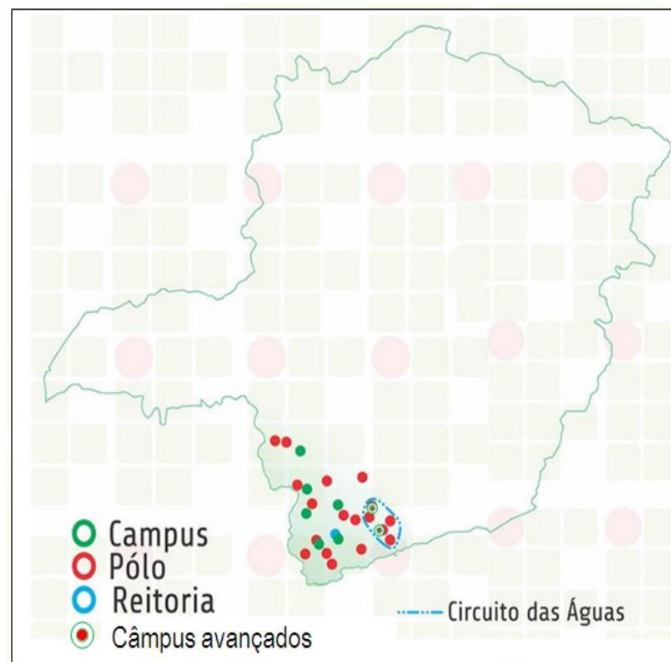 Campus
Pólo
Reitoria
Câmpus avançados
Circuito das Águas